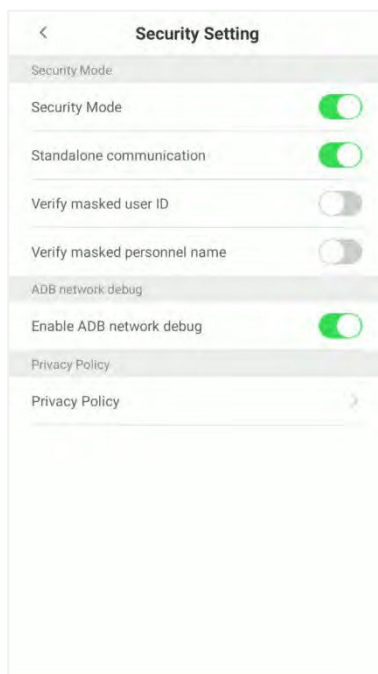 Security Setting
Security Mode
Security Mode
Standalone communication
Verify masked user ID
Verify masked personnel name
ADB network debug
Enable ADB network debug
Privacy Policy
Privacy Policy